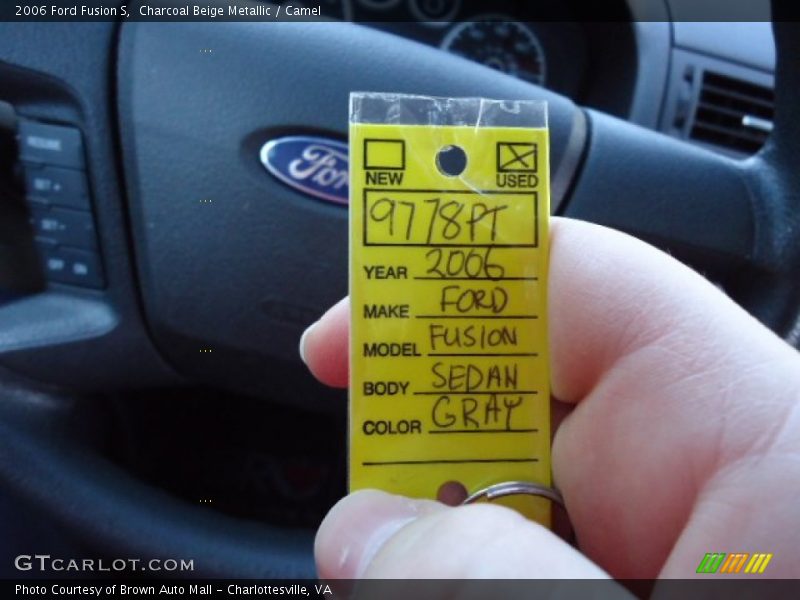 2006 Ford Fusion S, Charcoal Beige Metallic / Camel
Ford
NEW USED
9778PT
YEAR 2006
MAKE FORD
MODEL FUSION
BODY SEDAN
COLOR GRAY
GTCARLOT.COM
Photo Courtesy of Brown Auto Mall - Charlottesville, VA